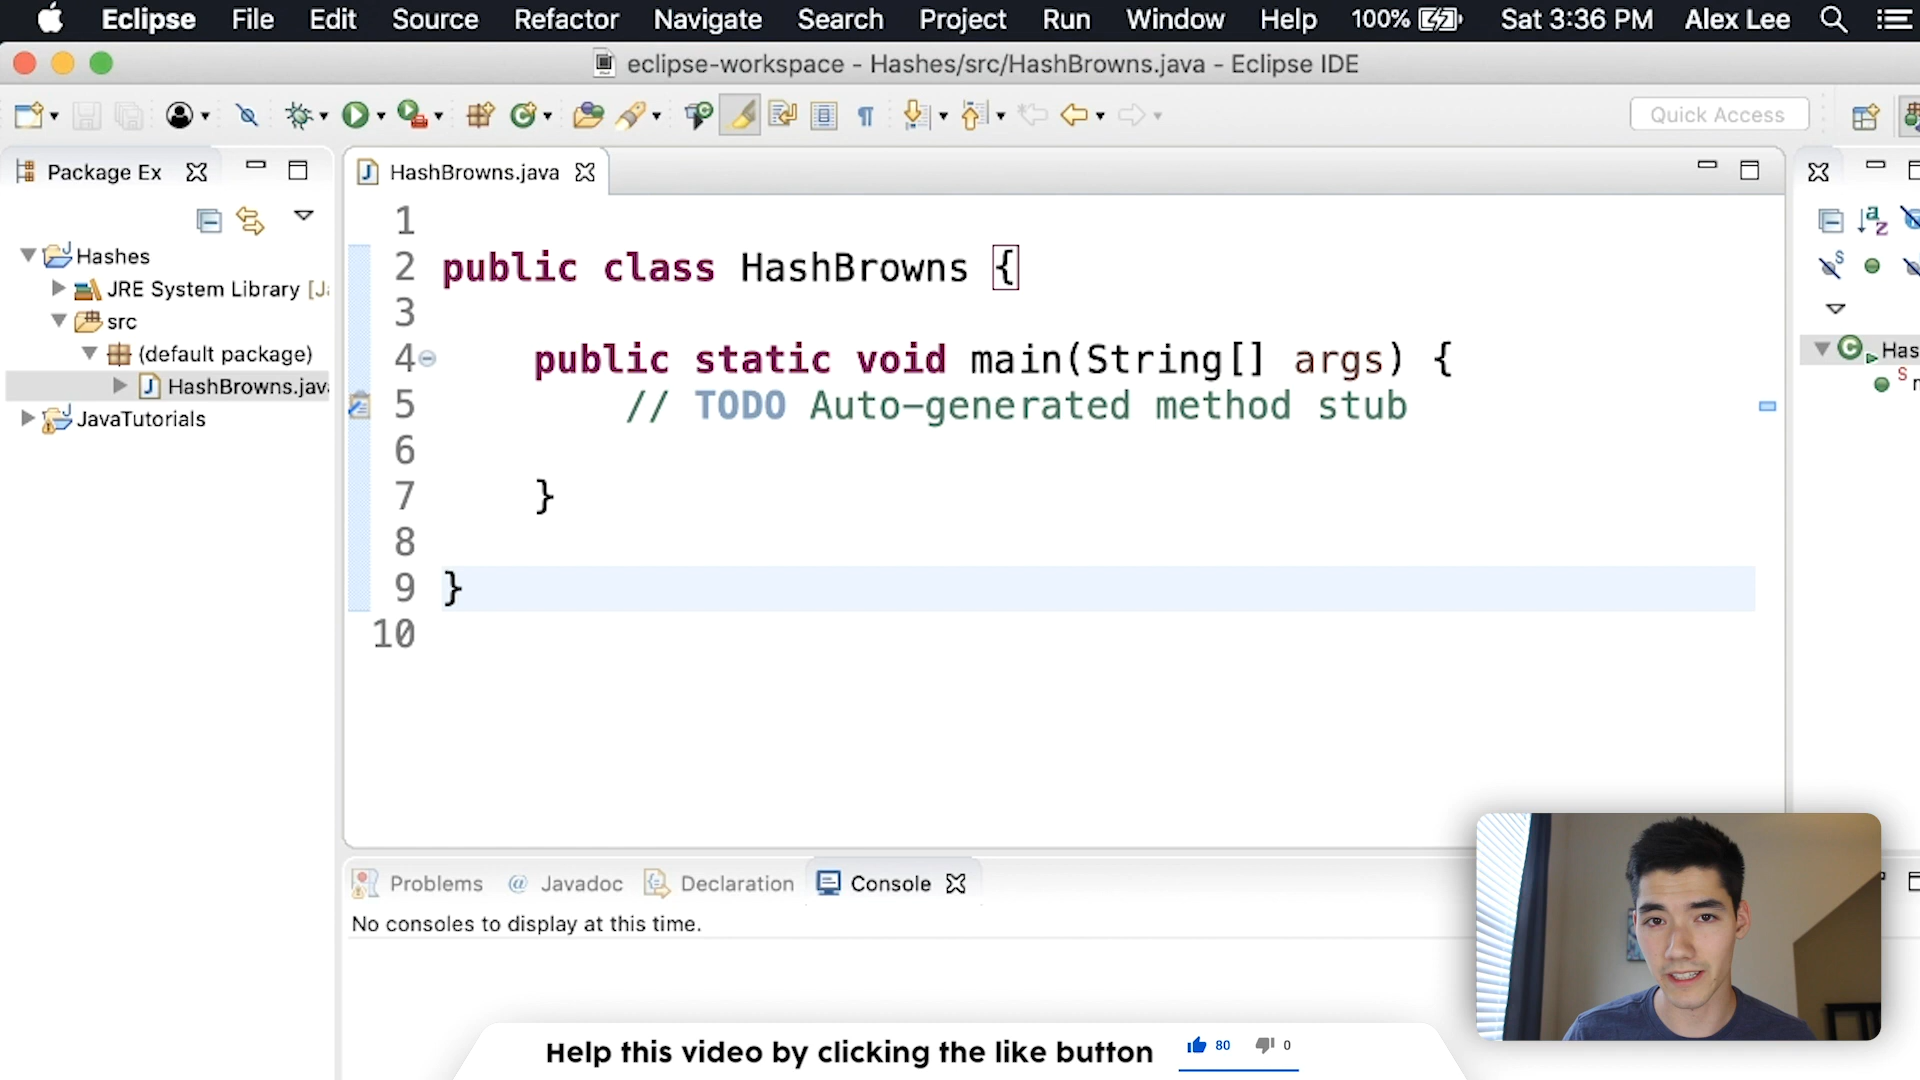 Eclipse File Edit Source Refactor Navigate Search Project Run Window Help 100% Sat 3:36 PM Alex Lee
eclipse-workspace - Hashes/src/HashBrowns.java - Eclipse IDE
Quick Access
Package Ex
HashBrowns.java
Hashes
JRE System Library [J
src
(default package)
HashBrowns.jav
JavaTutorials
1
2 public class HashBrowns {
3
4 public static void main(String[] args) {
5 // TODO Auto-generated method stub
6
7 }
8
9 }
10
Has
Problems @ Javadoc Declaration Console
No consoles to display at this time.
Help this video by clicking the like button 80 0